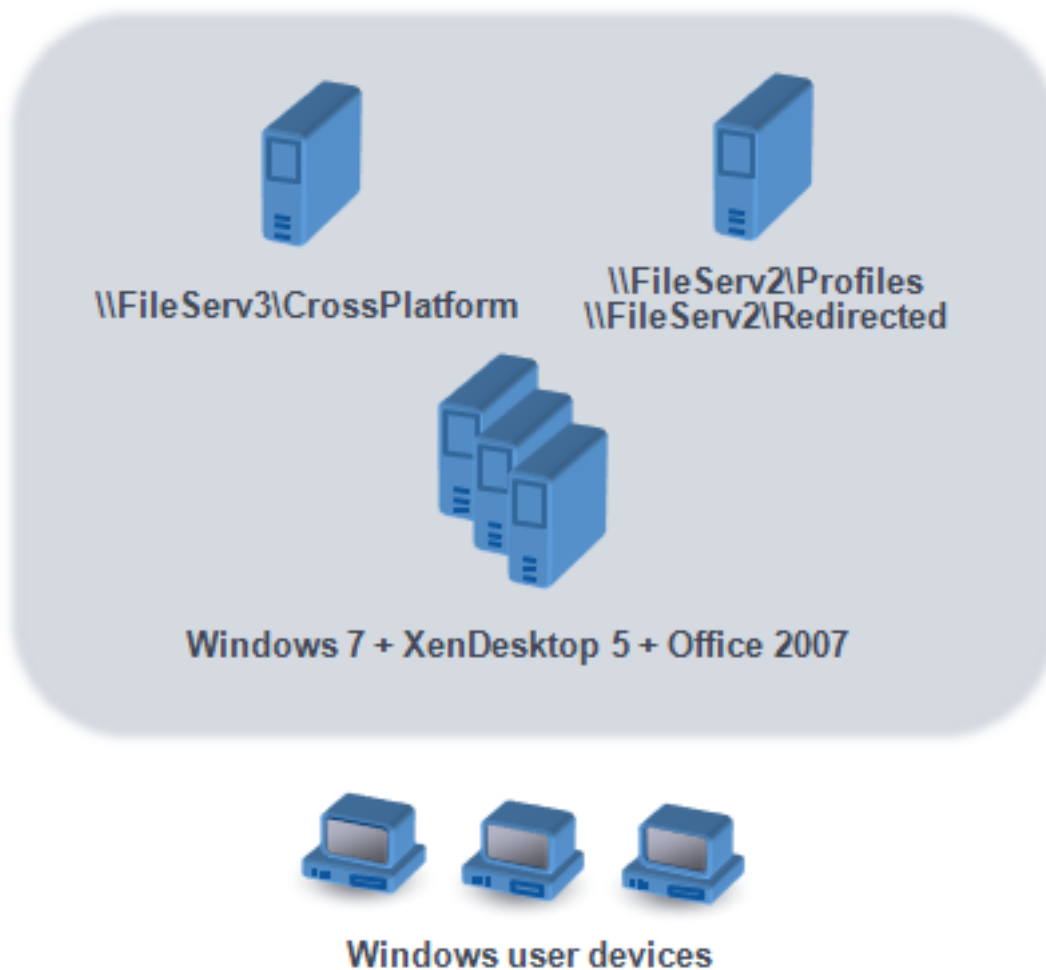 \\FileServ3\CrossPlatform
\\FileServ2\Profiles
\\FileServ2\Redirected
Windows 7 + XenDesktop 5 + Office 2007
Windows user devices